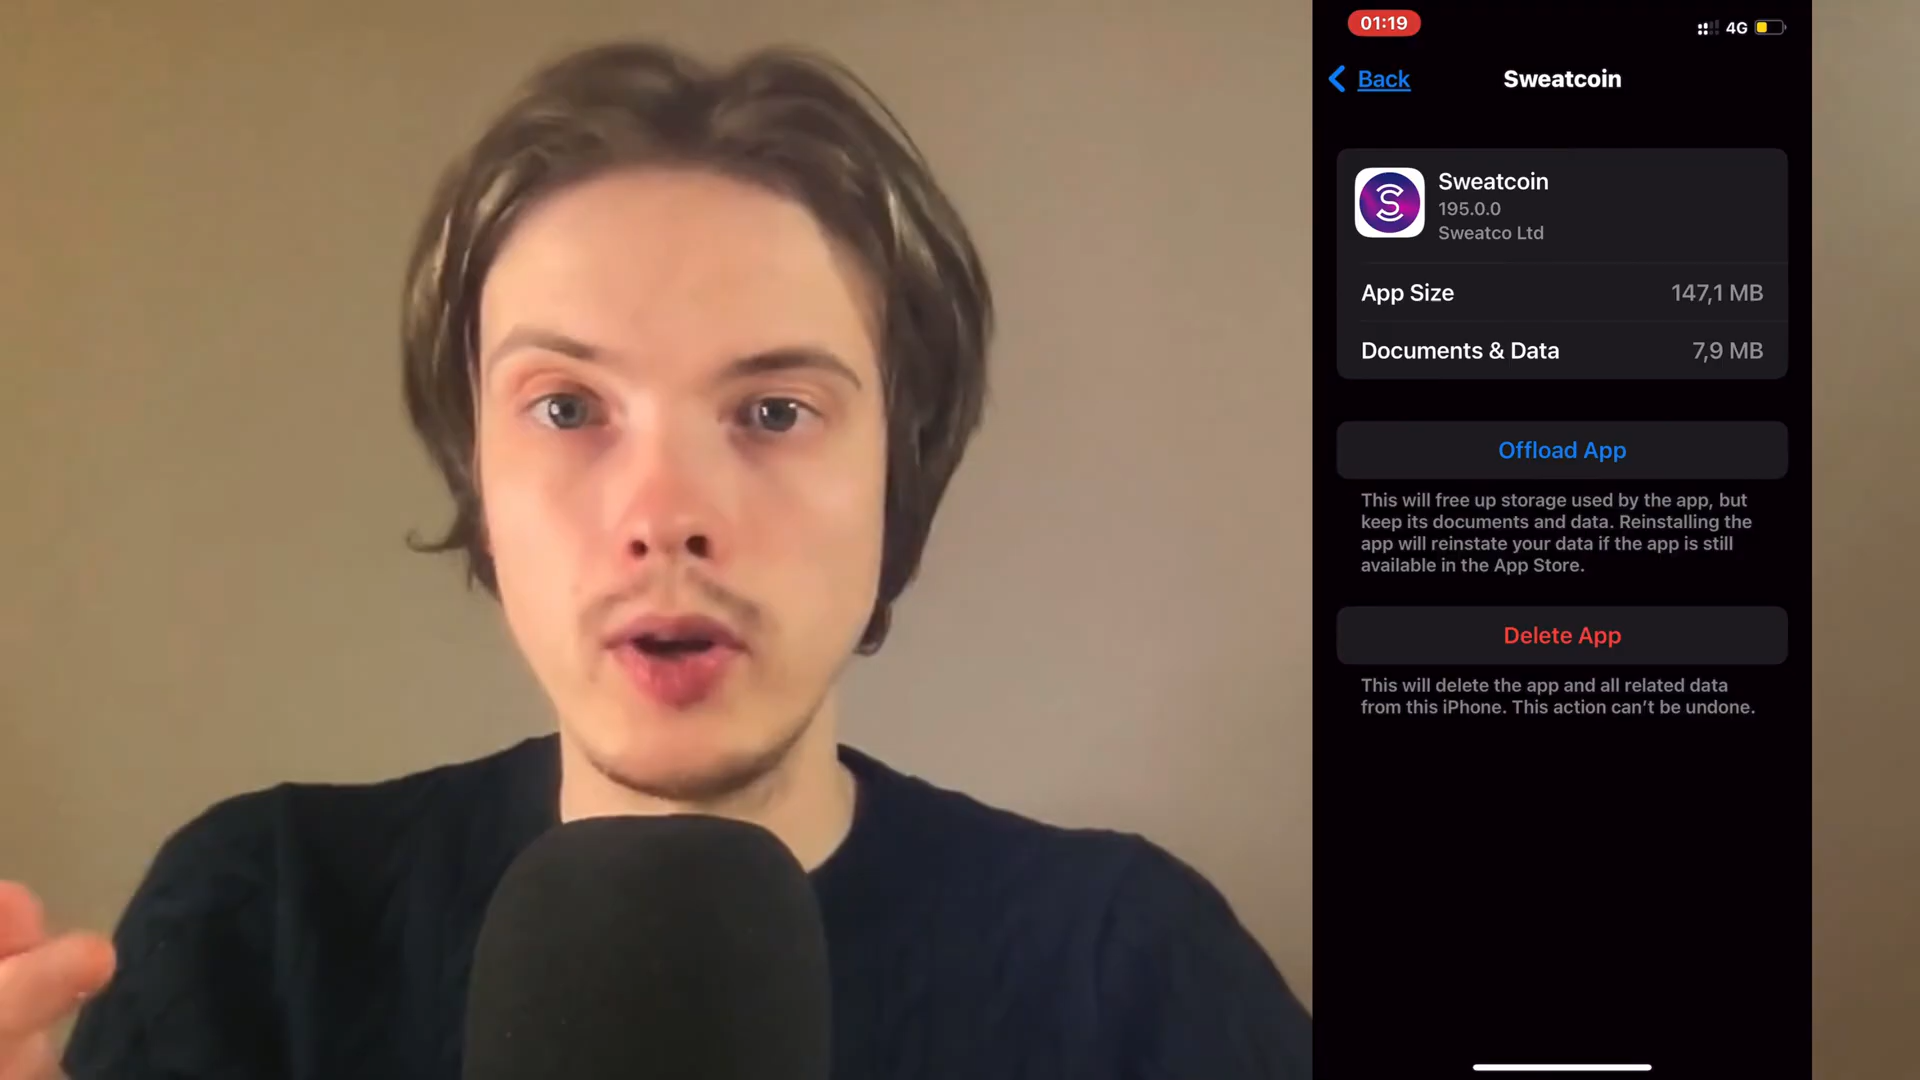 01:19
4G
Back
Sweatcoin
Sweatcoin
195.0.0
Sweatco Ltd
App Size 147,1 MB
Documents & Data 7,9 MB
Offload App
This will free up storage used by the app, but
keep its documents and data. Reinstalling the
app will reinstate your data if the app is still
available in the App Store.
Delete App
This will delete the app and all related data
from this iPhone. This action can’t be undone.